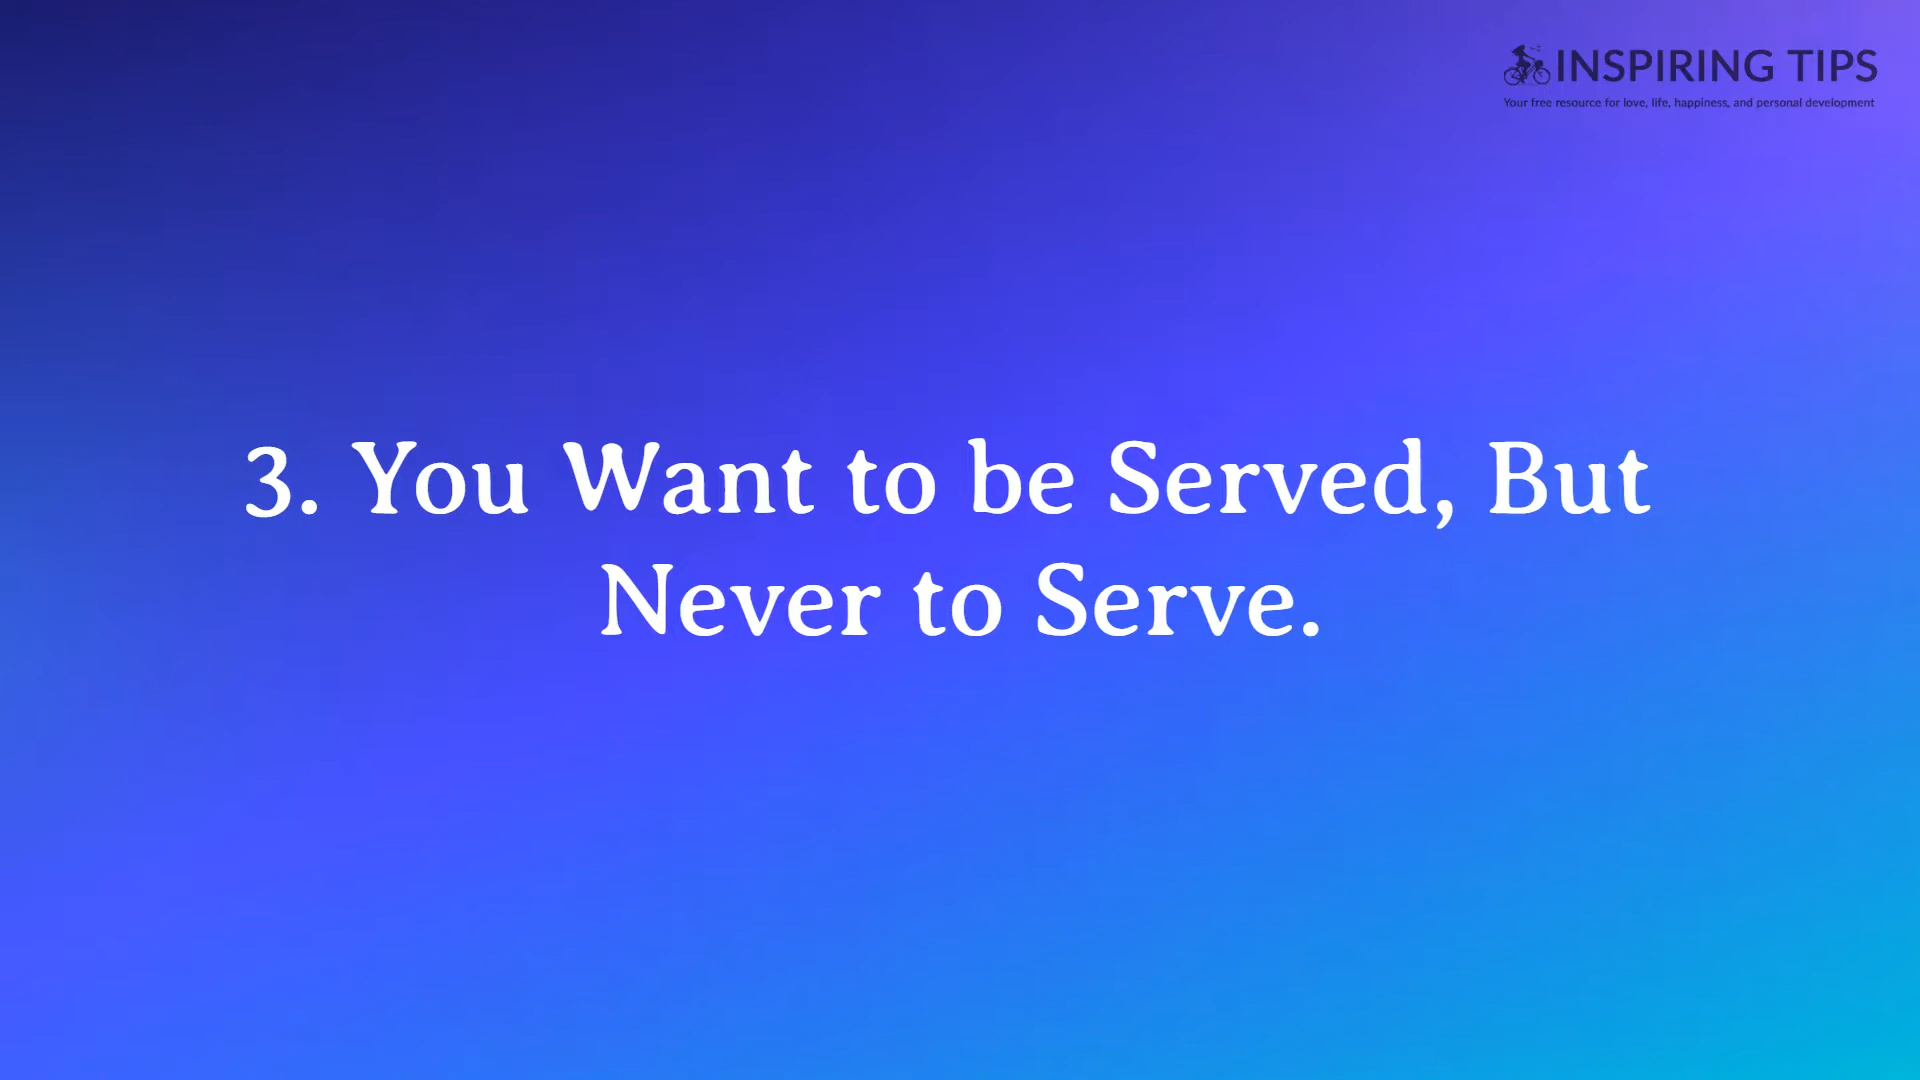 INSPIRING TIPS
Your free resource for love, life, happiness, and personal development
3. You Want to be Served, But
Never to Serve.